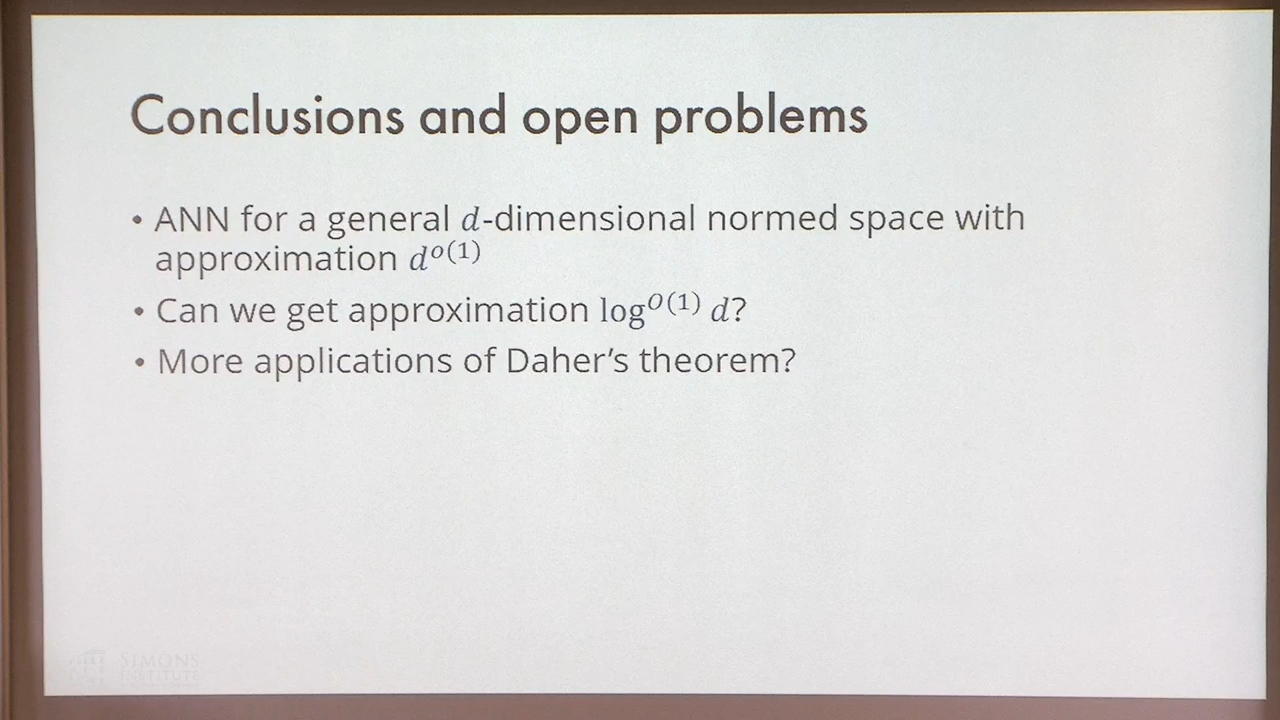 Conclusions and open problems
• ANN for a general d-dimensional normed space with
approximation d^{o(1)}
• Can we get approximation log^{O(1)} d?
• More applications of Daher's theorem?
SIMONS
INSTITUTE